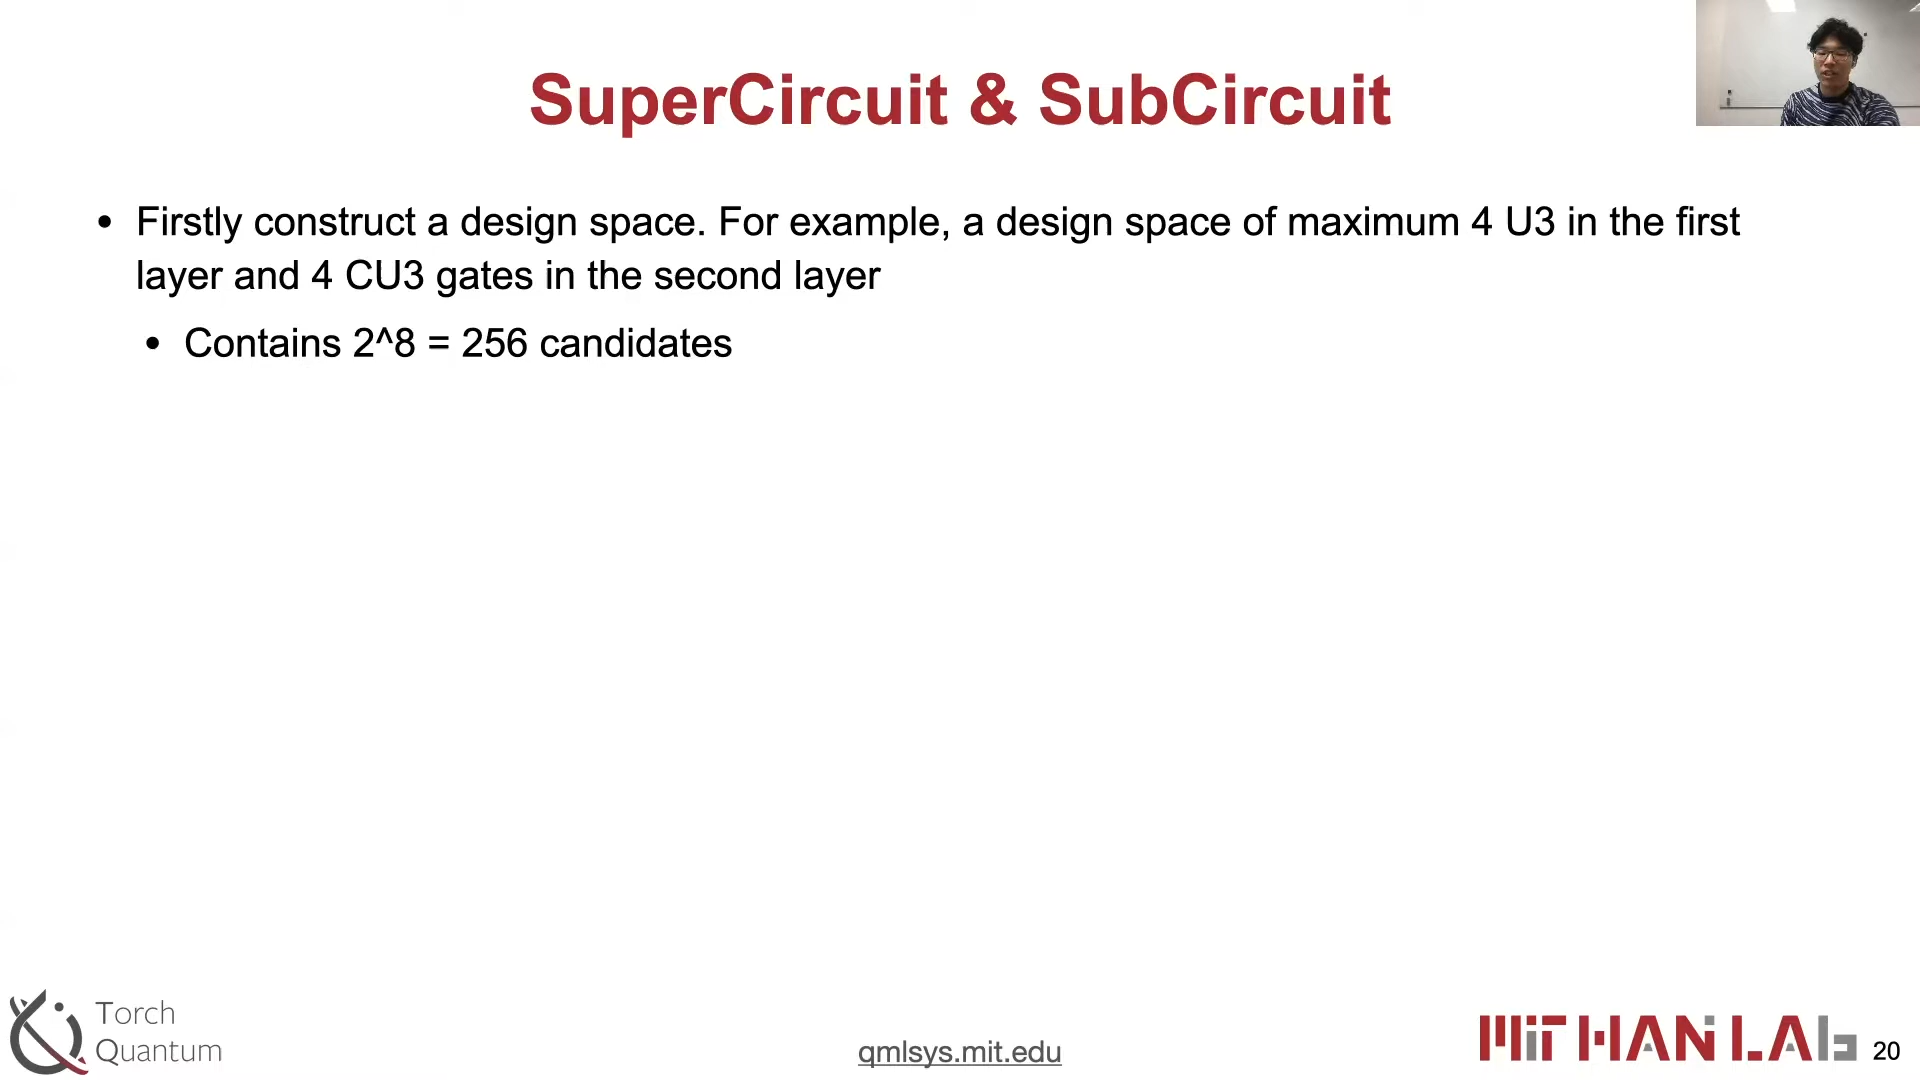 SuperCircuit & SubCircuit
• Firstly construct a design space. For example, a design space of maximum 4 U3 in the first
layer and 4 CU3 gates in the second layer
• Contains 2^8 = 256 candidates
Torch
Quantum
qmlsys.mit.edu
MIT HAN LAB
20